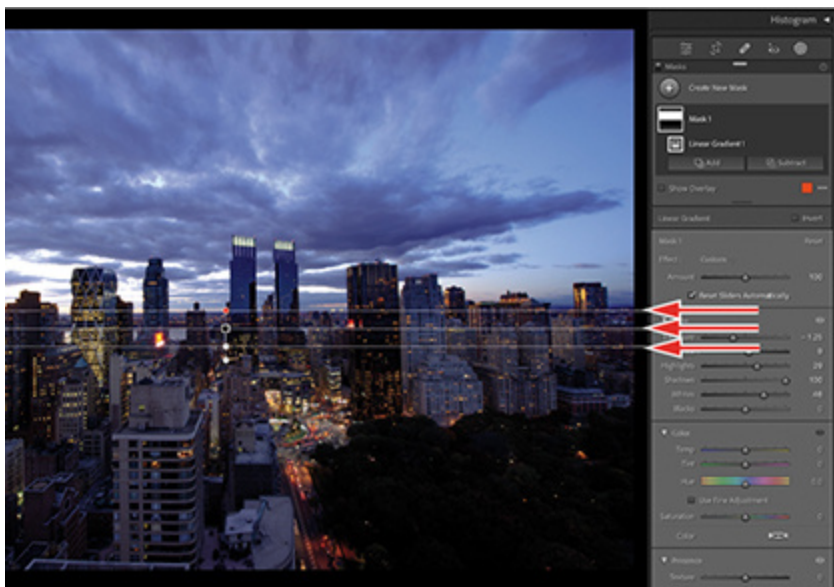 Histogram
Masks
Create New Mask
Mask 1
Linear Gradient 1
Add Subtract
Show Overlay
Linear Gradient Invert
Mask 1 Reset
Effect: Custom
Amount 100
Reset Sliders Automatically
-1.25
Highlights 29
Shadows 100
Whites 48
Blacks 0
Color
Temp 0
Tint 0
Hue 0.0
Use Fine Adjustment
Saturation 0
Color
Presence
Texture